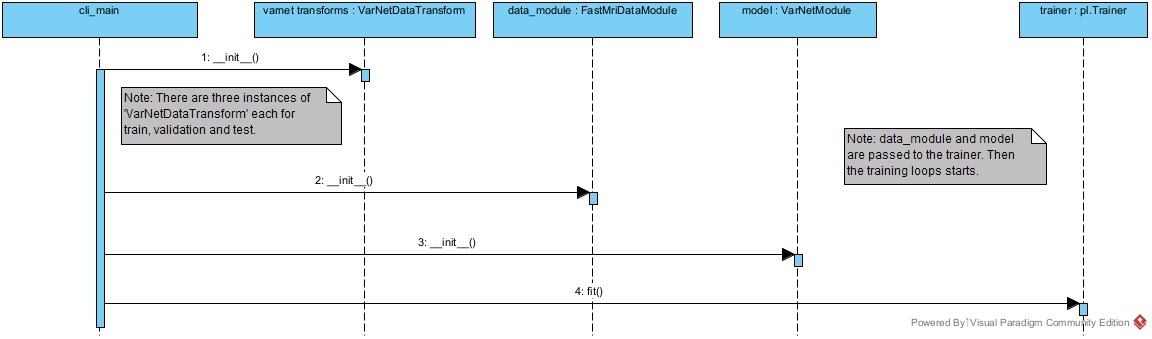 cli_main
varnet transforms : VarNetDataTransform
data_module : FastMriDataModule
model : VarNetModule
trainer : pl.Trainer
1: __init__()
Note: There are three instances of
'VarNetDataTransform' each for
train, validation and test.
Note: data_module and model
are passed to the trainer. Then
the training loops starts.
2: __init__()
3: __init__()
4: fit()
Powered By Visual Paradigm Community Edition